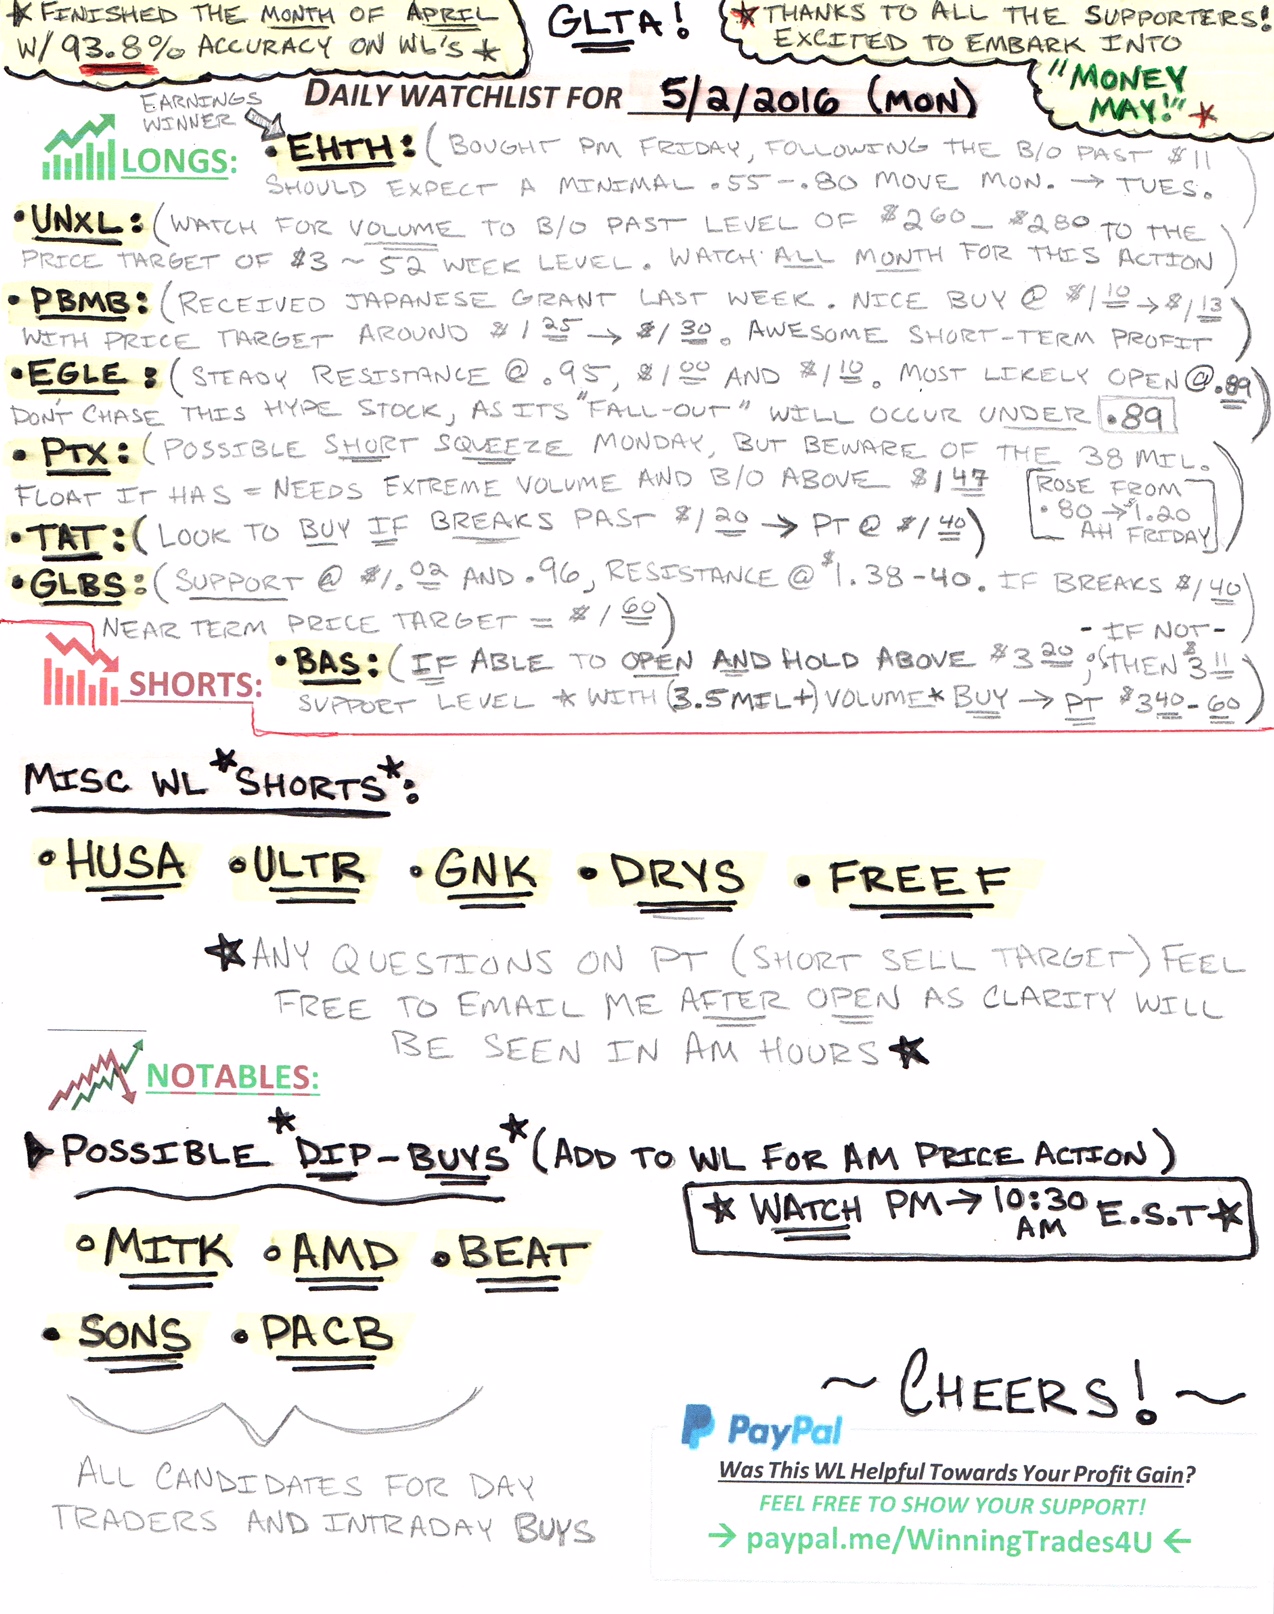 * FINISHED THE MONTH OF APRIL
W/ 93.8% ACCURACY ON WL'S *
GLTA!
* THANKS TO ALL THE SUPPORTERS!
EXCITED TO EMBARK INTO
"MONEY
MAY!" *
DAILY WATCHLIST FOR 5/2/2016 (MON)
EARNINGS
WINNER
LONGS:
• EHTH: (BOUGHT PM FRIDAY, FOLLOWING THE B/O PAST $11
SHOULD EXPECT A MINIMAL .55-.80 MOVE MON. → TUES.)
• UNXL: (WATCH FOR VOLUME TO B/O PAST LEVEL OF $260 - $280 TO THE
PRICE TARGET OF $3 ~ 52 WEEK LEVEL. WATCH ALL MONTH FOR THIS ACTION)
• PBMB: (RECEIVED JAPANESE GRANT LAST WEEK. NICE BUY @ $1 10 → $1 13
WITH PRICE TARGET AROUND $1 25 → $1 30. AWESOME SHORT-TERM PROFIT)
• EGLE: (STEADY RESISTANCE @ .95, $1 00 AND $1 10. MOST LIKELY OPEN @ .89
DON'T CHASE THIS HYPE STOCK, AS ITS "FALL-OUT" WILL OCCUR UNDER .89)
• PTX: (POSSIBLE SHORT SQUEEZE MONDAY, BUT BEWARE OF THE 38 MIL.
FLOAT IT HAS = NEEDS EXTREME VOLUME AND B/O ABOVE $1 47
[ROSE FROM
.80 → $1.20
AH FRIDAY])
• TAT: (LOOK TO BUY IF BREAKS PAST $1 20 → PT @ $1 40)
• GLBS: (SUPPORT @ $1.02 AND .96, RESISTANCE @ $1.38-40. IF BREAKS $1 40
NEAR TERM PRICE TARGET = $1 60)
SHORTS:
- IF NOT -
• BAS: (IF ABLE TO OPEN AND HOLD ABOVE $3 20, THEN $3 11
SUPPORT LEVEL * WITH (3.5 MIL+) VOLUME * BUY → PT $3 40-60)
MISC WL *SHORTS*:
• HUSA • ULTR • GNK • DRYS • FREEF
* ANY QUESTIONS ON PT (SHORT SELL TARGET) FEEL
FREE TO EMAIL ME AFTER OPEN AS CLARITY WILL
BE SEEN IN AM HOURS *
NOTABLES:
POSSIBLE *DIP-BUYS* (ADD TO WL FOR AM PRICE ACTION)
* WATCH PM → 10:30 AM E.S.T *
• MITK • AMD • BEAT
• SONS • PACB
~ CHEERS! ~
ALL CANDIDATES FOR DAY
TRADERS AND INTRADAY BUYS
PayPal
Was This WL Helpful Towards Your Profit Gain?
FEEL FREE TO SHOW YOUR SUPPORT!
→ paypal.me/WinningTrades4U ←